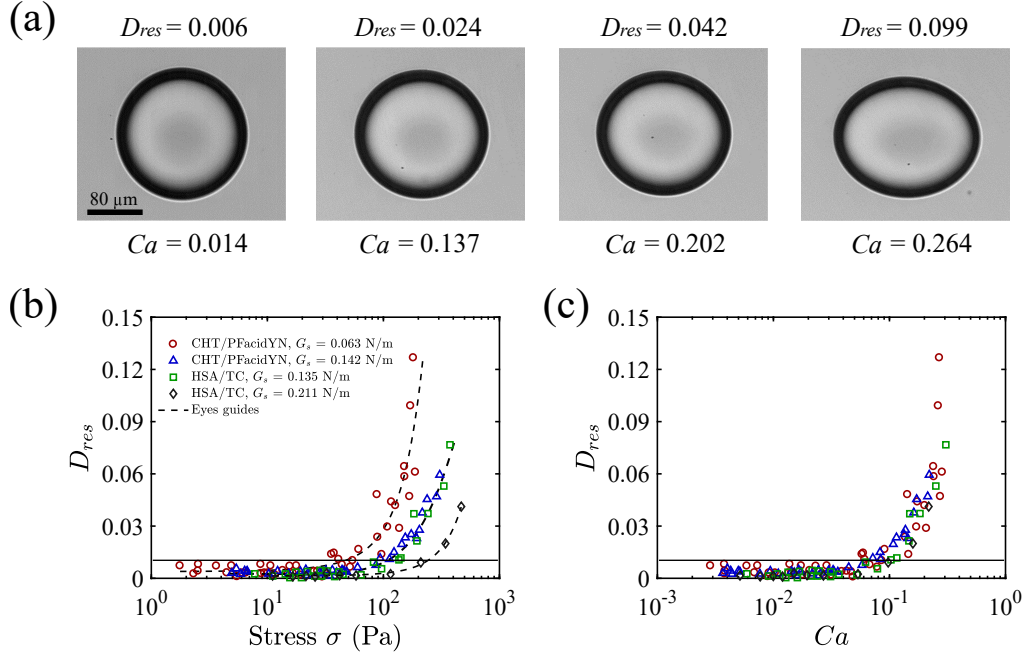 (a)
Dres = 0.006 Dres = 0.024 Dres = 0.042 Dres = 0.099
80 µm
Ca = 0.014 Ca = 0.137 Ca = 0.202 Ca = 0.264
(b)
0.15
0.12
0.09
0.06
0.03
0
Dres
CHT/PFacidYN, Gs = 0.063 N/m
CHT/PFacidYN, Gs = 0.142 N/m
HSA/TC, Gs = 0.135 N/m
HSA/TC, Gs = 0.211 N/m
Eyes guides
10^0 10^1 10^2 10^3
Stress σ (Pa)
(c)
0.15
0.12
0.09
0.06
0.03
0
Dres
10^-3 10^-2 10^-1 10^0
Ca